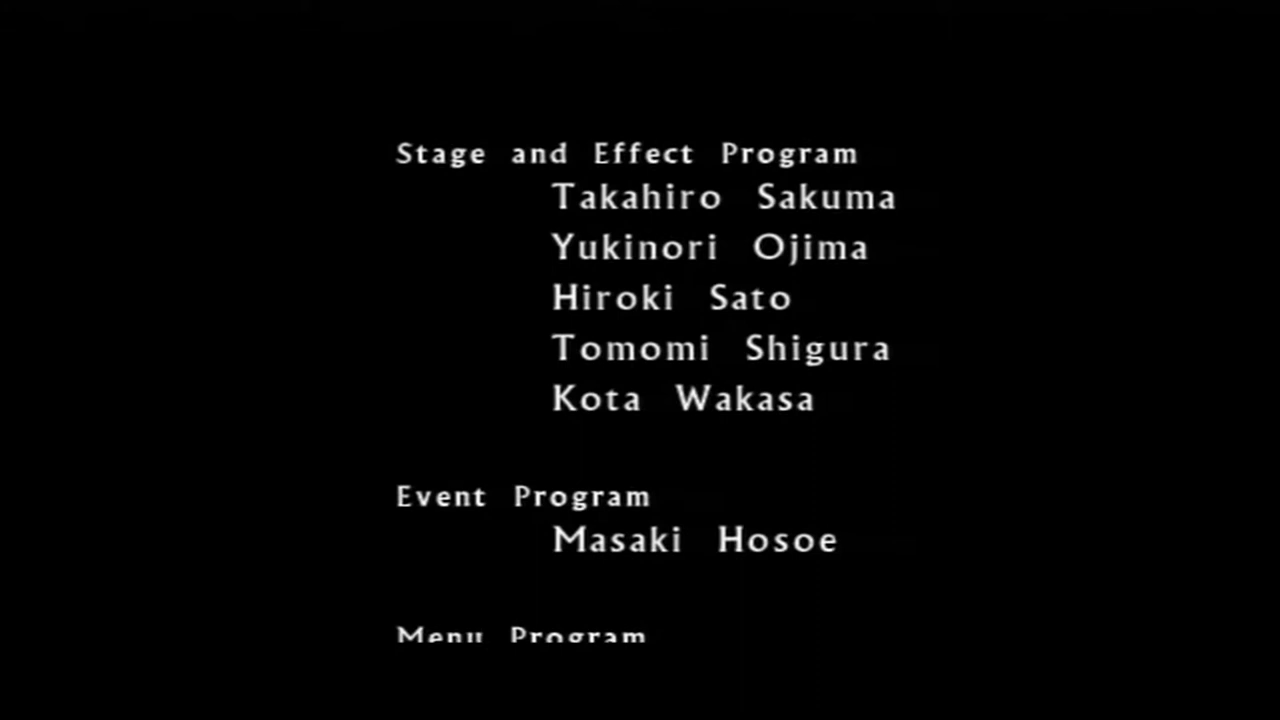 Stage and Effect Program
Takahiro Sakuma
Yukinori Ojima
Hiroki Sato
Tomomi Shigura
Kota Wakasa
Event Program
Masaki Hosoe
Menu Program